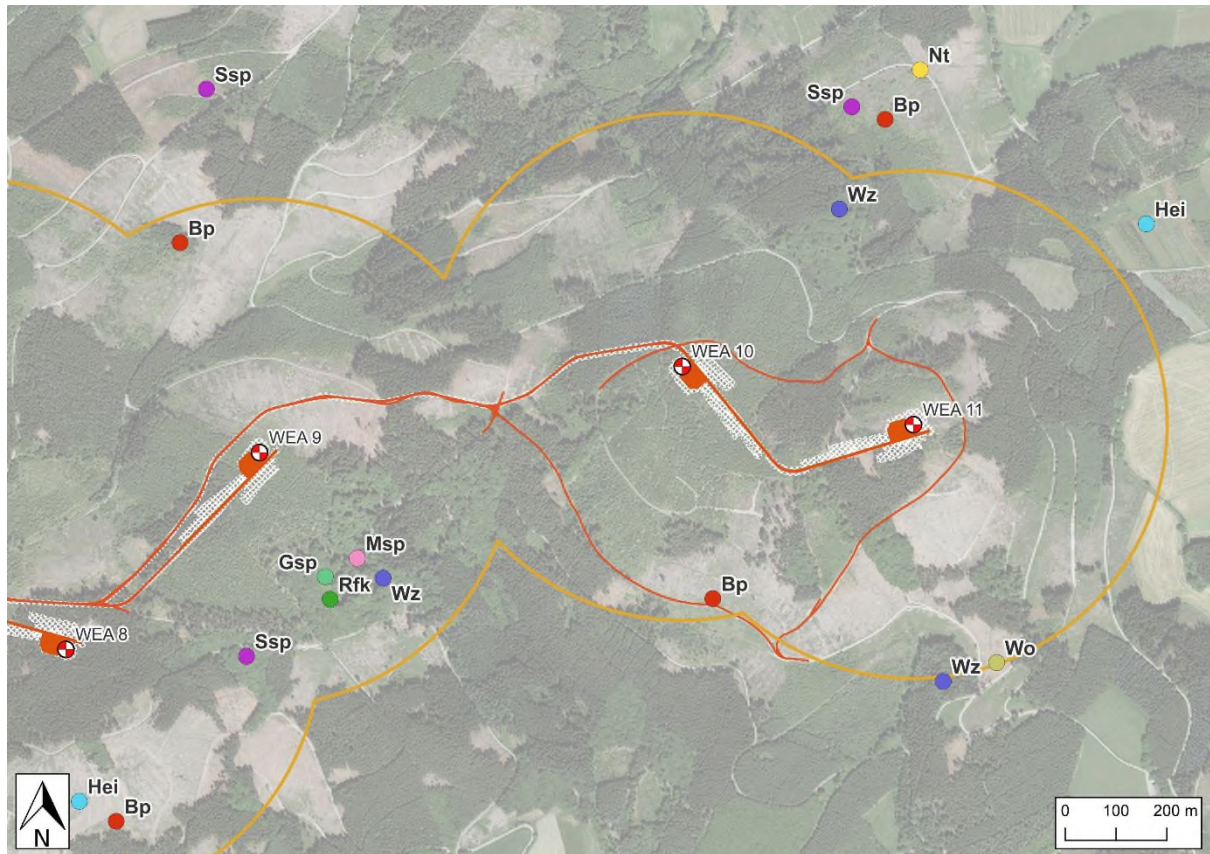 Nt
Ssp
Ssp
Bp
Wz
Hei
Bp
WEA 10
WEA 11
WEA 9
Msp
Gsp
Rfk
Wz
Bp
WEA 8
Ssp
Wo
Wz
Hei
Bp
N
0 100 200 m